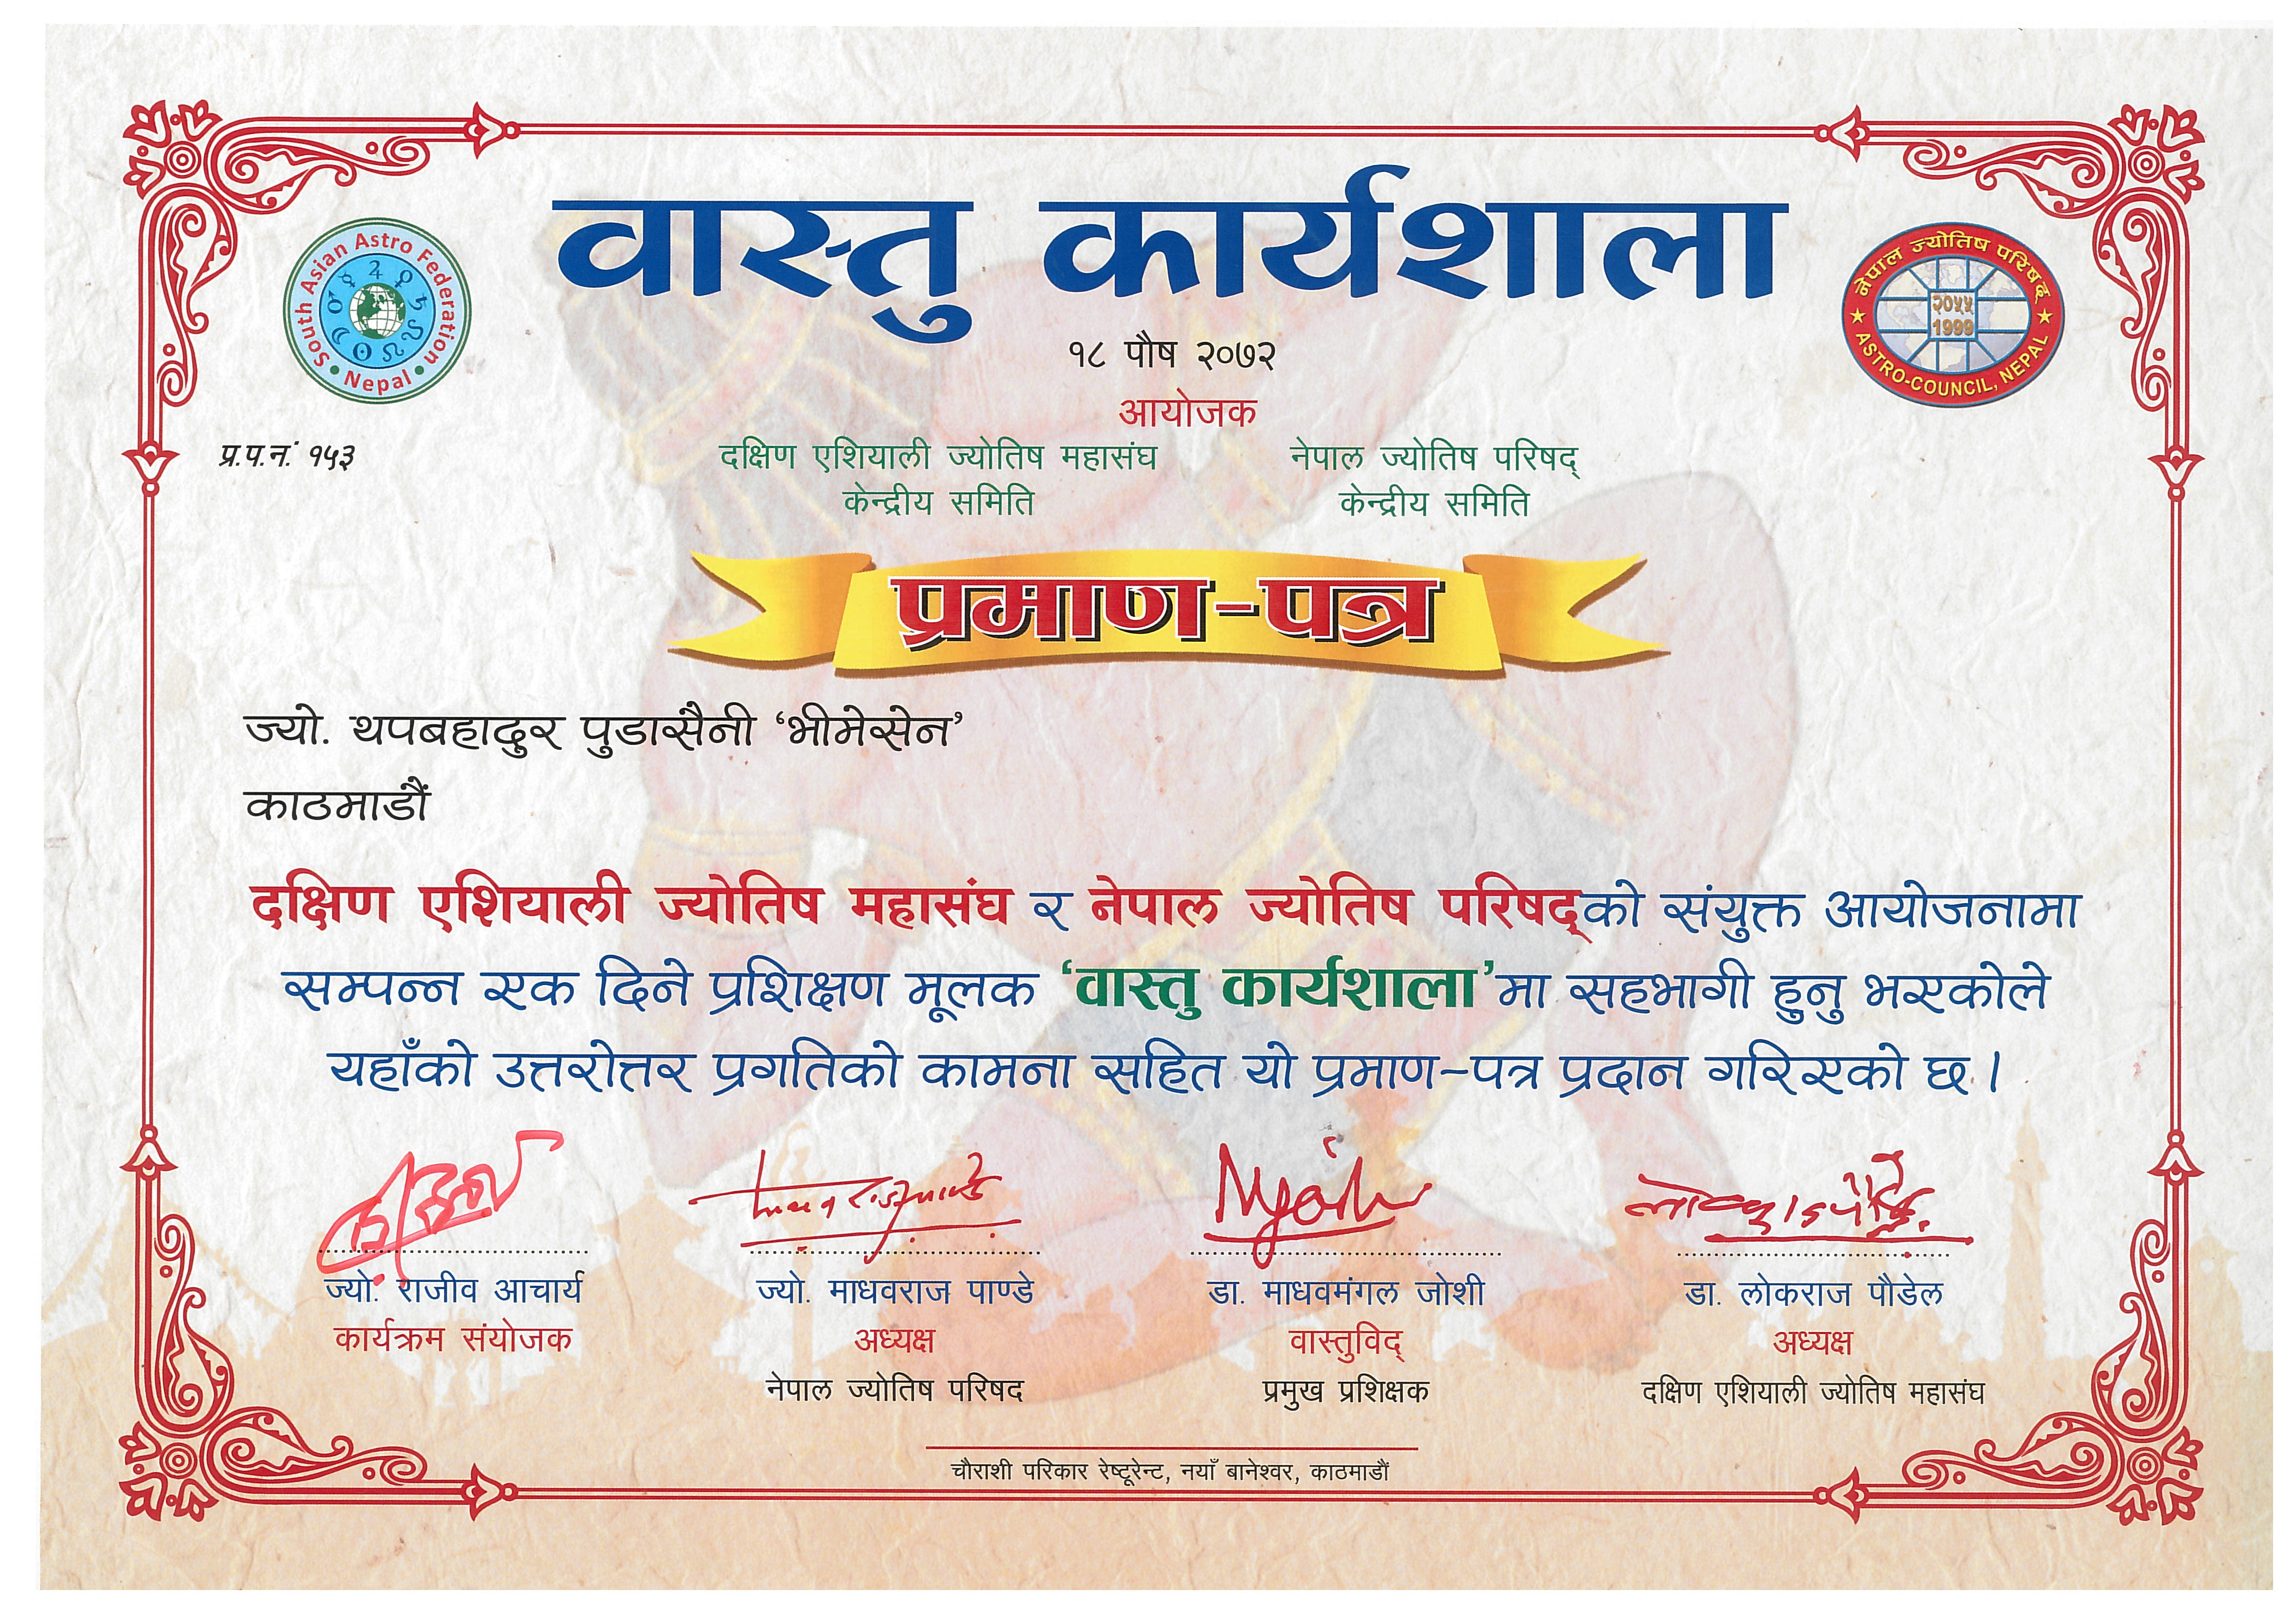 वास्तु कार्यशाला
South Asian Astro Federation
Nepal
नेपाल ज्योतिष परिषद
२०५५
1999
ASTRO-COUNCIL, NEPAL
१८ पौष २०७२
आयोजक
प्र.प.नं. १५३
दक्षिण एशियाली ज्योतिष महासंघ नेपाल ज्योतिष परिषद्
केन्द्रीय समिति केन्द्रीय समिति
प्रमाण-पत्र
ज्यो. थपबहादुर पुडासैनी ‘भीमेसेन’
काठमाडौं
दक्षिण एशियाली ज्योतिष महासंघ र नेपाल ज्योतिष परिषद्को संयुक्त आयोजनामा
सम्पन्न एक दिने प्रशिक्षण मूलक ‘वास्तु कार्यशाला’मा सहभागी हुनु भएकोले
यहाँको उत्तरोत्तर प्रगतिको कामना सहित यो प्रमाण-पत्र प्रदान गरिएको छ।
ज्यो. राजीव आचार्य ज्यो. माधवराज पाण्डे डा. माधवमंगल जोशी डा. लोकराज पौडेल
कार्यक्रम संयोजक अध्यक्ष वास्तुविद् अध्यक्ष
नेपाल ज्योतिष परिषद प्रमुख प्रशिक्षक दक्षिण एशियाली ज्योतिष महासंघ
चौराशी परिकार रेष्टूरेन्ट, नयाँ बानेश्वर, काठमाडौं